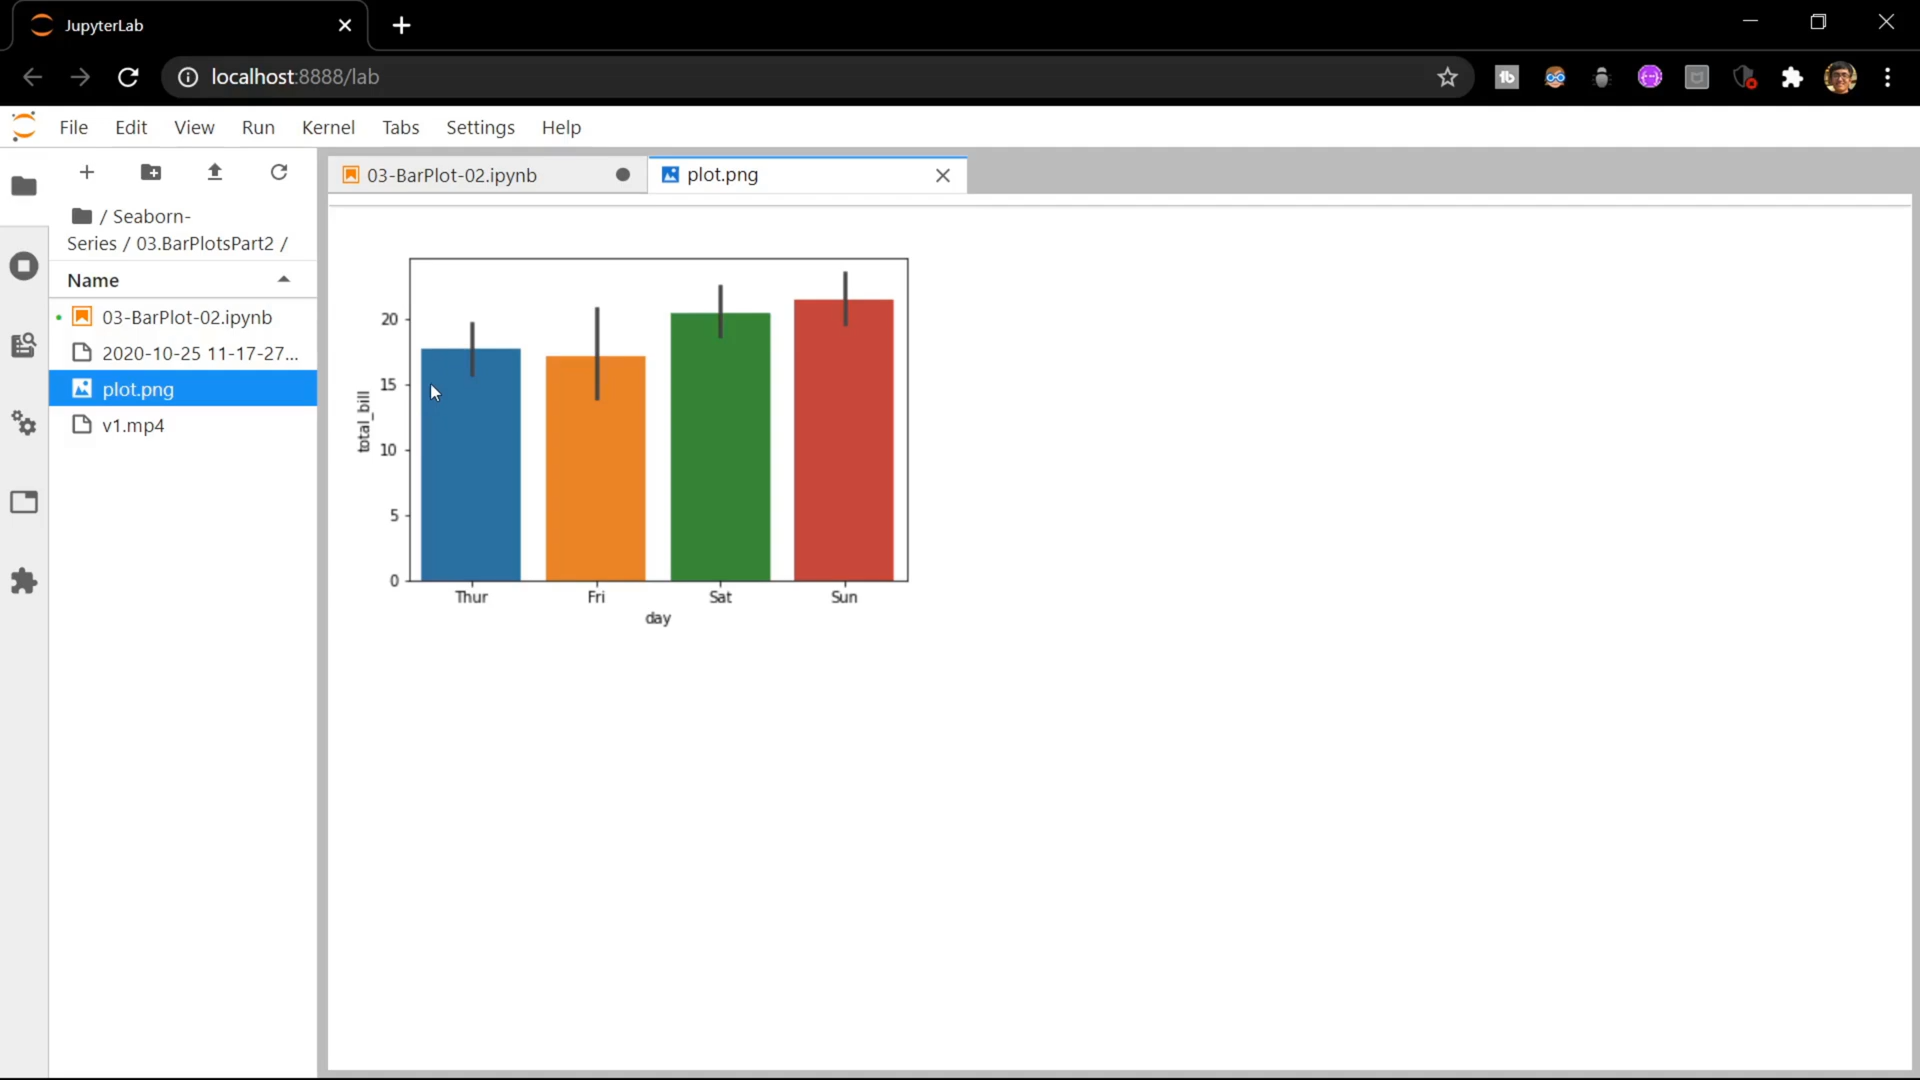 JupyterLab
localhost:8888/lab
tb
File Edit View Run Kernel Tabs Settings Help
/ Seaborn-
Series / 03.BarPlotsPart2 /
Name
03-BarPlot-02.ipynb
2020-10-25 11-17-27...
plot.png
v1.mp4
03-BarPlot-02.ipynb
plot.png
total_bill
20
15
10
5
0
Thur Fri Sat Sun
day